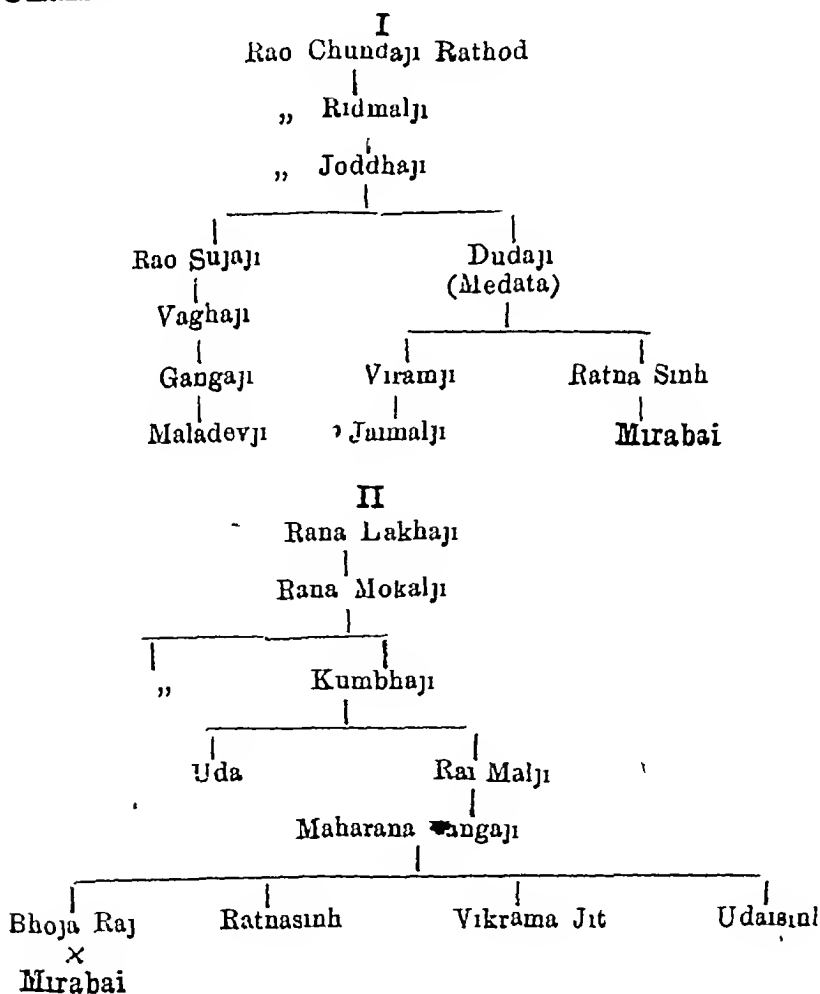 I
Rao Chundaji Rathod
„ Ridmalji
„ Joddhaji
Rao Sujaji Dudaji
(Medata)
Vaghaji
Gangaji Viramji Ratna Sinh
Maladevji Jaimalji Mirabai
II
Rana Lakhaji
Rana Mokalji
„ Kumbhaji
Uda Rai Malji
Maharana
Bhoja Raj Ratnasinh Vikrama Jit Udaisinh
×
Mirabai